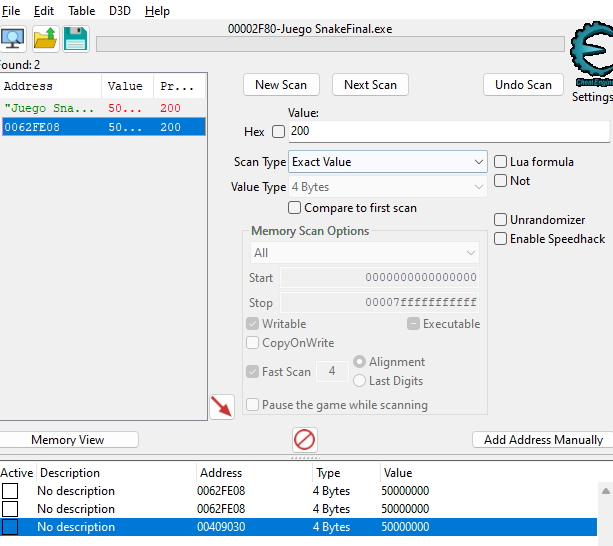 File Edit Table D3D Help
00002F80-Juego SnakeFinal.exe
ound: 2
Address Value Pr...
"Juego Sna... 50... 200
0062FE08 50... 200
New Scan Next Scan Undo Scan
Settings
Value:
Hex 200
Scan Type Exact Value
Lua formula
Value Type 4 Bytes
Not
Compare to first scan
Unrandomizer
Enable Speedhack
Memory Scan Options
All
Start 0000000000000000
Stop 00007fffffffffff
Writable Executable
CopyOnWrite
Fast Scan 4 Alignment
Last Digits
Pause the game while scanning
Memory View Add Address Manually
Active Description Address Type Value
No description 0062FE08 4 Bytes 50000000
No description 0062FE08 4 Bytes 50000000
No description 00409030 4 Bytes 50000000